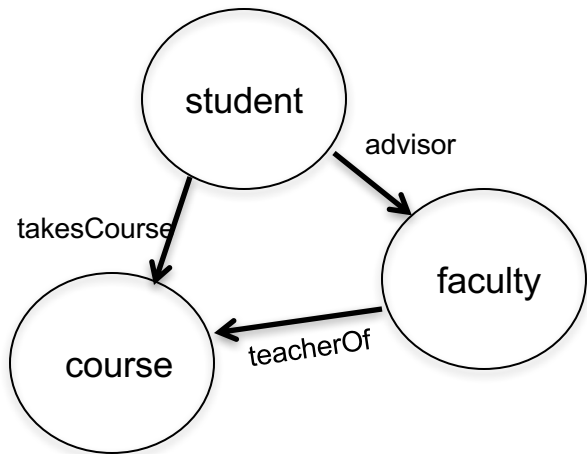 student
advisor
takesCourse
faculty
teacherOf
course